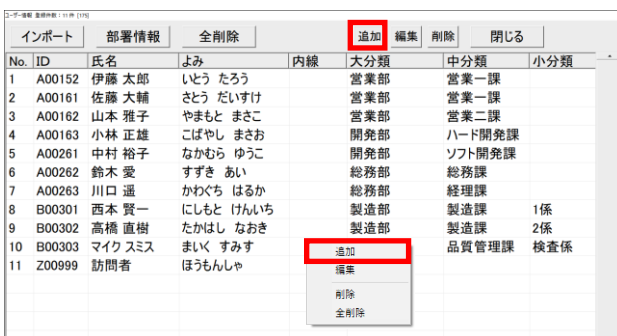 ユーザー情報 登録件数：11件 [175]
インポート 部署情報 全削除 追加 編集 削除 閉じる
No. ID 氏名 よみ 内線 大分類 中分類 小分類
1 A00152 伊藤 太郎 いとう たろう 営業部 営業一課
2 A00161 佐藤 大輔 さとう だいすけ 営業部 営業一課
3 A00162 山本 雅子 やまもと まさこ 営業部 営業二課
4 A00163 小林 正雄 こばやし まさお 開発部 ハード開発課
5 A00261 中村 裕子 なかむら ゆうこ 開発部 ソフト開発課
6 A00262 鈴木 愛 すずき あい 総務部 総務課
7 A00263 川口 遥 かわぐち はるか 総務部 経理課
8 B00301 西本 賢一 にしもと けんいち 製造部 製造課 1係
9 B00302 高橋 直樹 たかはし なおき 製造部 製造課 2係
10 B00303 マイク スミス まいく すみす 品質管理課 検査係
11 Z00999 訪問者 ほうもんしゃ
追加
編集
削除
全削除